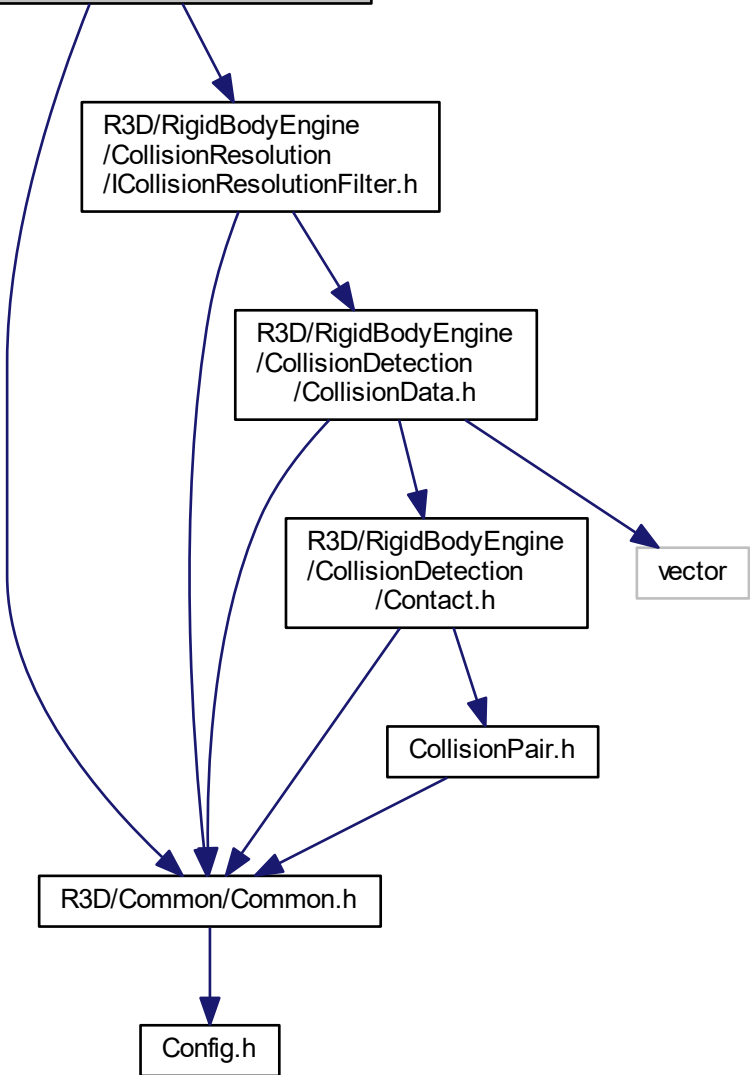 R3D/RigidBodyEngine
/CollisionResolution
/ICollisionResolutionFilter.h
R3D/RigidBodyEngine
/CollisionDetection
/CollisionData.h
R3D/RigidBodyEngine
/CollisionDetection
/Contact.h
vector
CollisionPair.h
R3D/Common/Common.h
Config.h